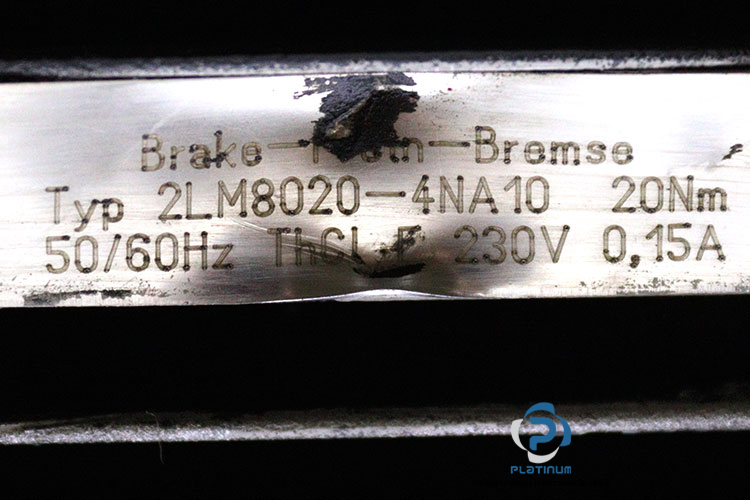 Brake- -Bremse
Typ 2LM8020-4NA10 20Nm
50/60Hz ThCl F 230V 0,15A
PLATINUM